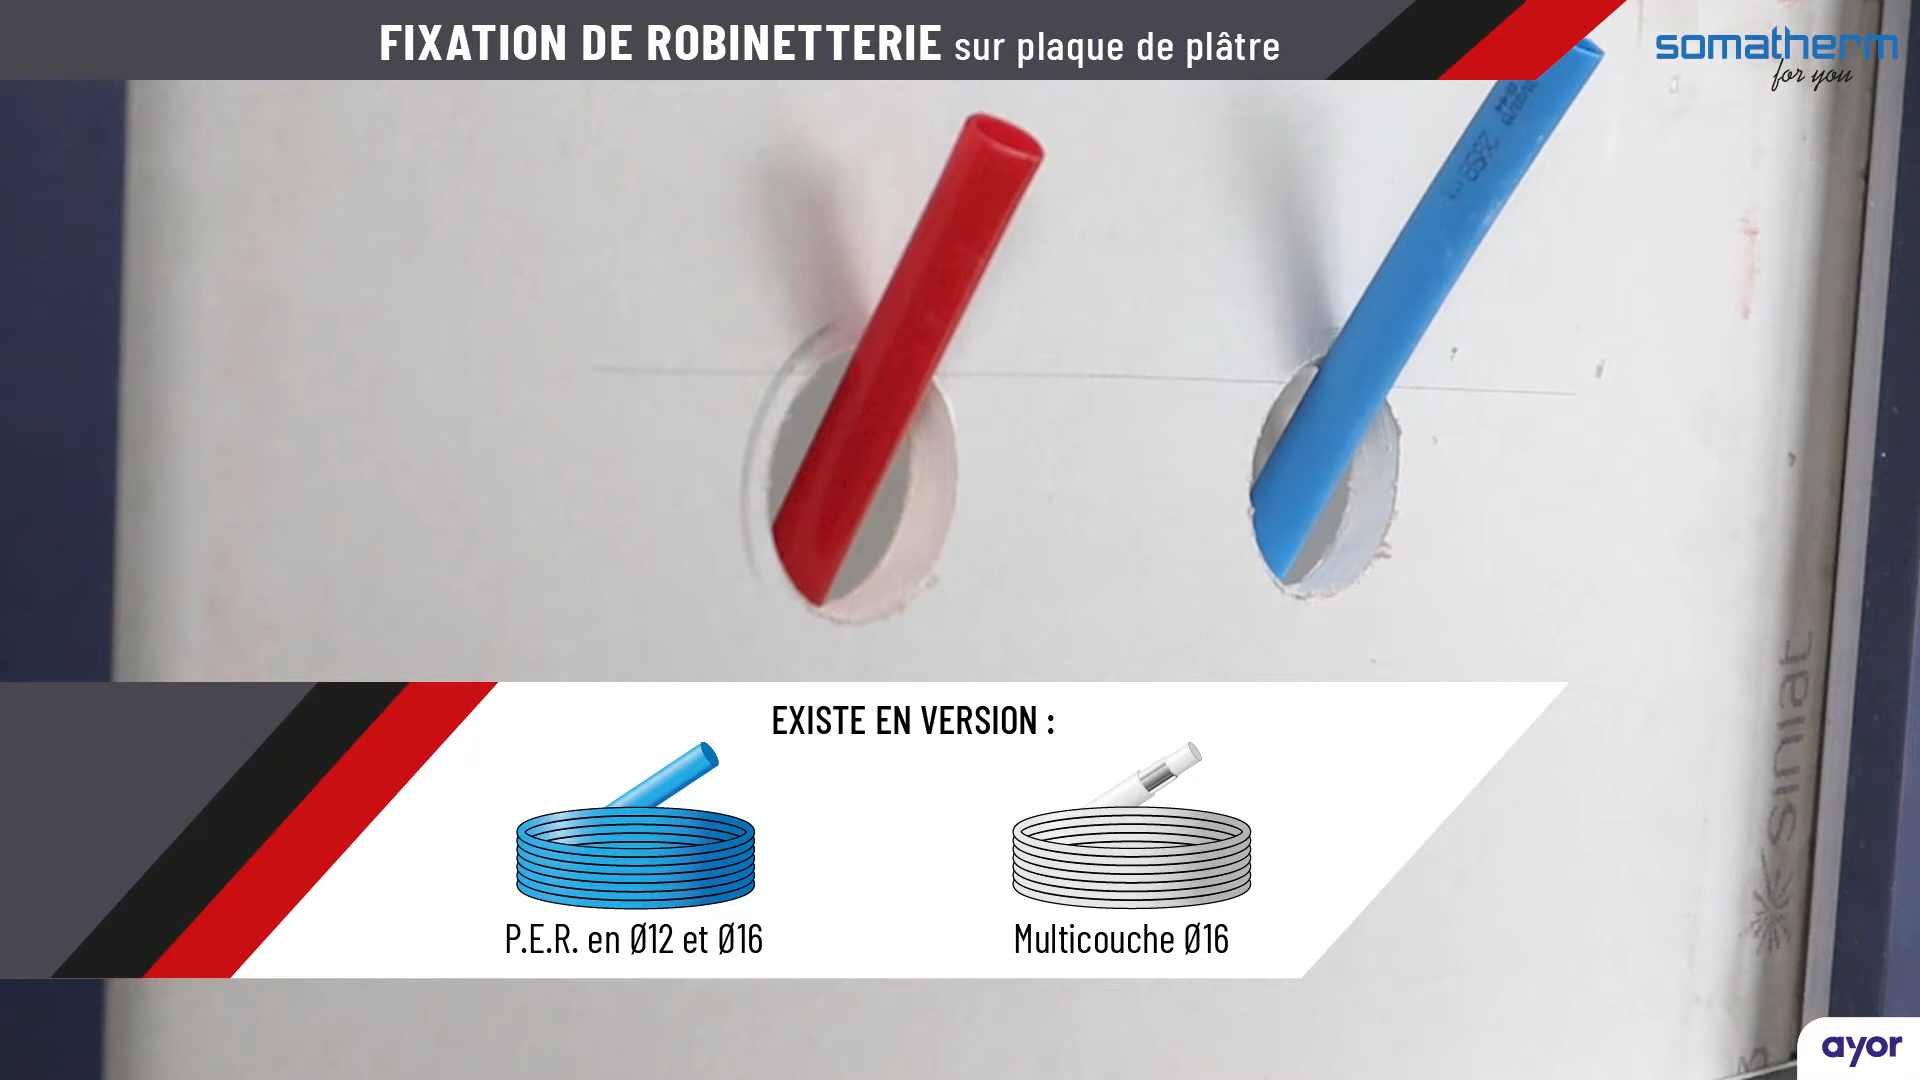 FIXATION DE ROBINETTERIE sur plaque de plâtre
somatherm
for you
2659 m
siniat
EXISTE EN VERSION :
P.E.R. en Ø12 et Ø16
Multicouche Ø16
ayor